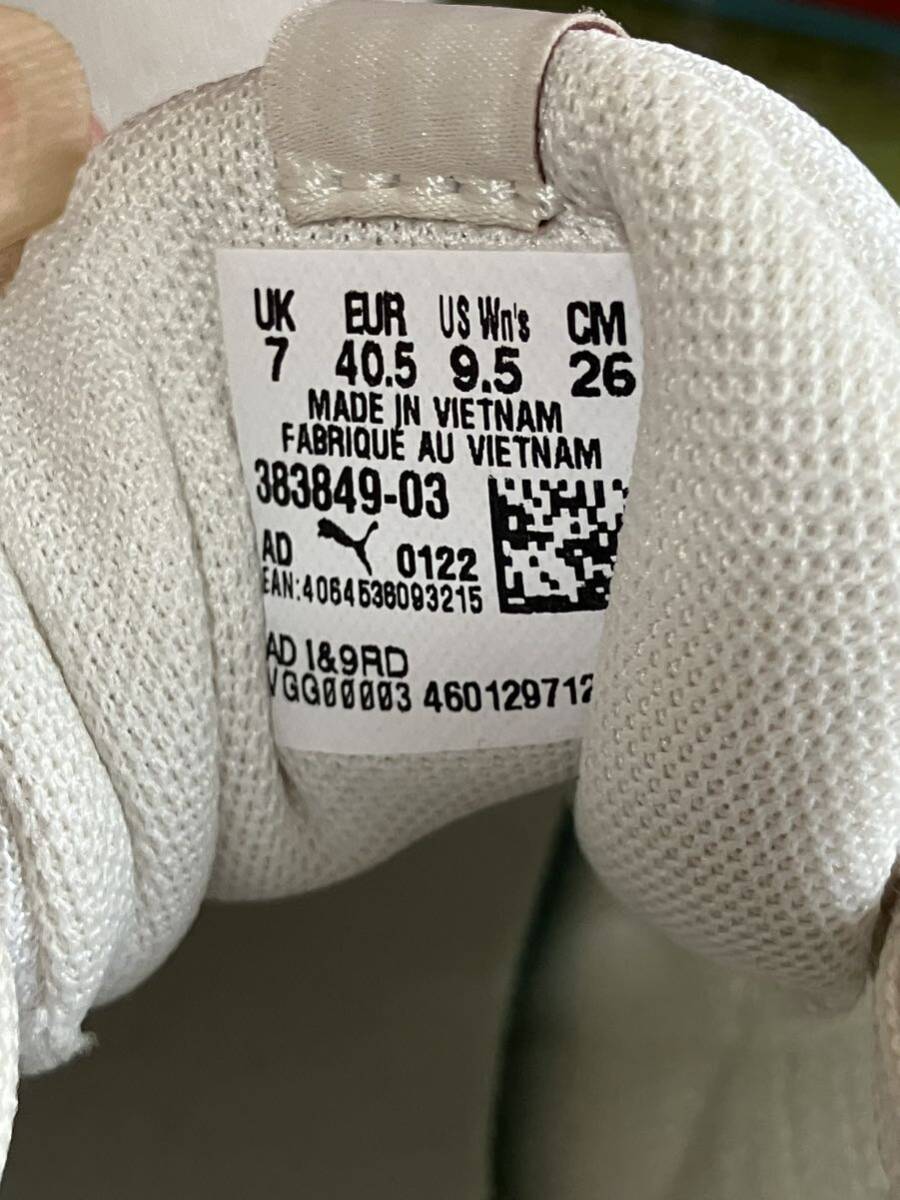 UK EUR US Wn's CM
7 40.5 9.5 26
MADE IN VIETNAM
FABRIQUÉ AU VIETNAM
383849-03
AD 0122
EAN:4064536093215
AD I&9RD
VGG00003 460129712